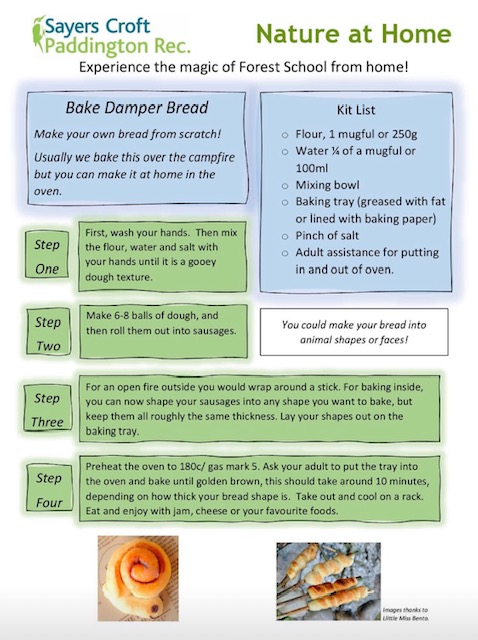 Sayers Croft
Paddington Rec.
Nature at Home
Experience the magic of Forest School from home!
Bake Damper Bread
Make your own bread from scratch!
Usually we bake this over the campfire
but you can make it at home in the
oven.
Kit List
o Flour, 1 mugful or 250g
o Water ¼ of a mugful or
100ml
o Mixing bowl
o Baking tray (greased with fat
or lined with baking paper)
o Pinch of salt
o Adult assistance for putting
in and out of oven.
Step
One
First, wash your hands. Then mix
the flour, water and salt with
your hands until it is a gooey
dough texture.
Step
Two
Make 6-8 balls of dough, and
then roll them out into sausages.
You could make your bread into
animal shapes or faces!
Step
Three
For an open fire outside you would wrap around a stick. For baking inside,
you can now shape your sausages into any shape you want to bake, but
keep them all roughly the same thickness. Lay your shapes out on the
baking tray.
Step
Four
Preheat the oven to 180c/ gas mark 5. Ask your adult to put the tray into
the oven and bake until golden brown, this should take around 10 minutes,
depending on how thick your bread shape is. Take out and cool on a rack.
Eat and enjoy with jam, cheese or your favourite foods.
Images thanks to
Little Miss Bento.